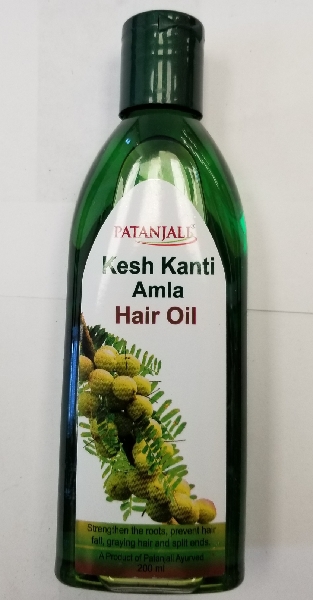 PATANJALI
Kesh Kanti
Amla
Hair Oil
Strengthen the roots, prevent hair
fall, graying hair and split ends.
A Product of Patanjali Ayurved
200 ml